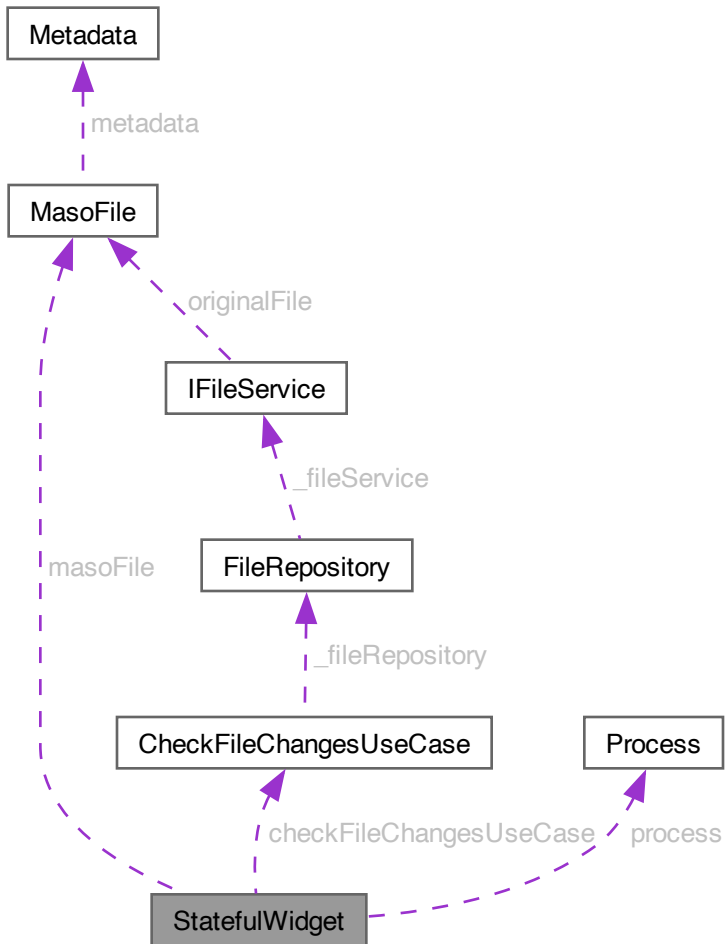 Metadata
metadata
MasoFile
originalFile
IFileService
_fileService
FileRepository
masoFile
_fileRepository
CheckFileChangesUseCase
Process
checkFileChangesUseCase
process
StatefulWidget